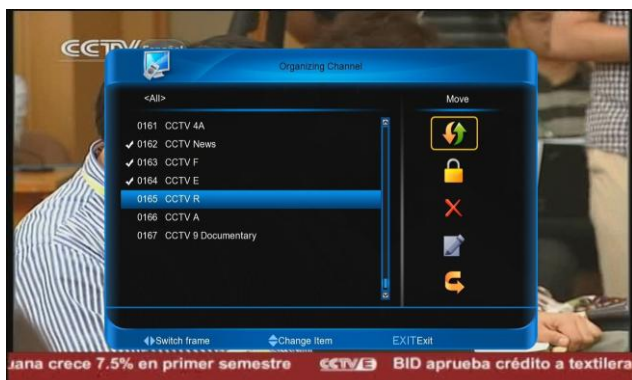 CCTV Español
Organizing Channel
<All>
Move
0161 CCTV 4A
0162 CCTV News
0163 CCTV F
0164 CCTV E
0165 CCTV R
0166 CCTV A
0167 CCTV 9 Documentary
Switch frame Change Item EXITExit
uana crece 7.5% en primer semestre CCTV E BID aprueba crédito a textilera